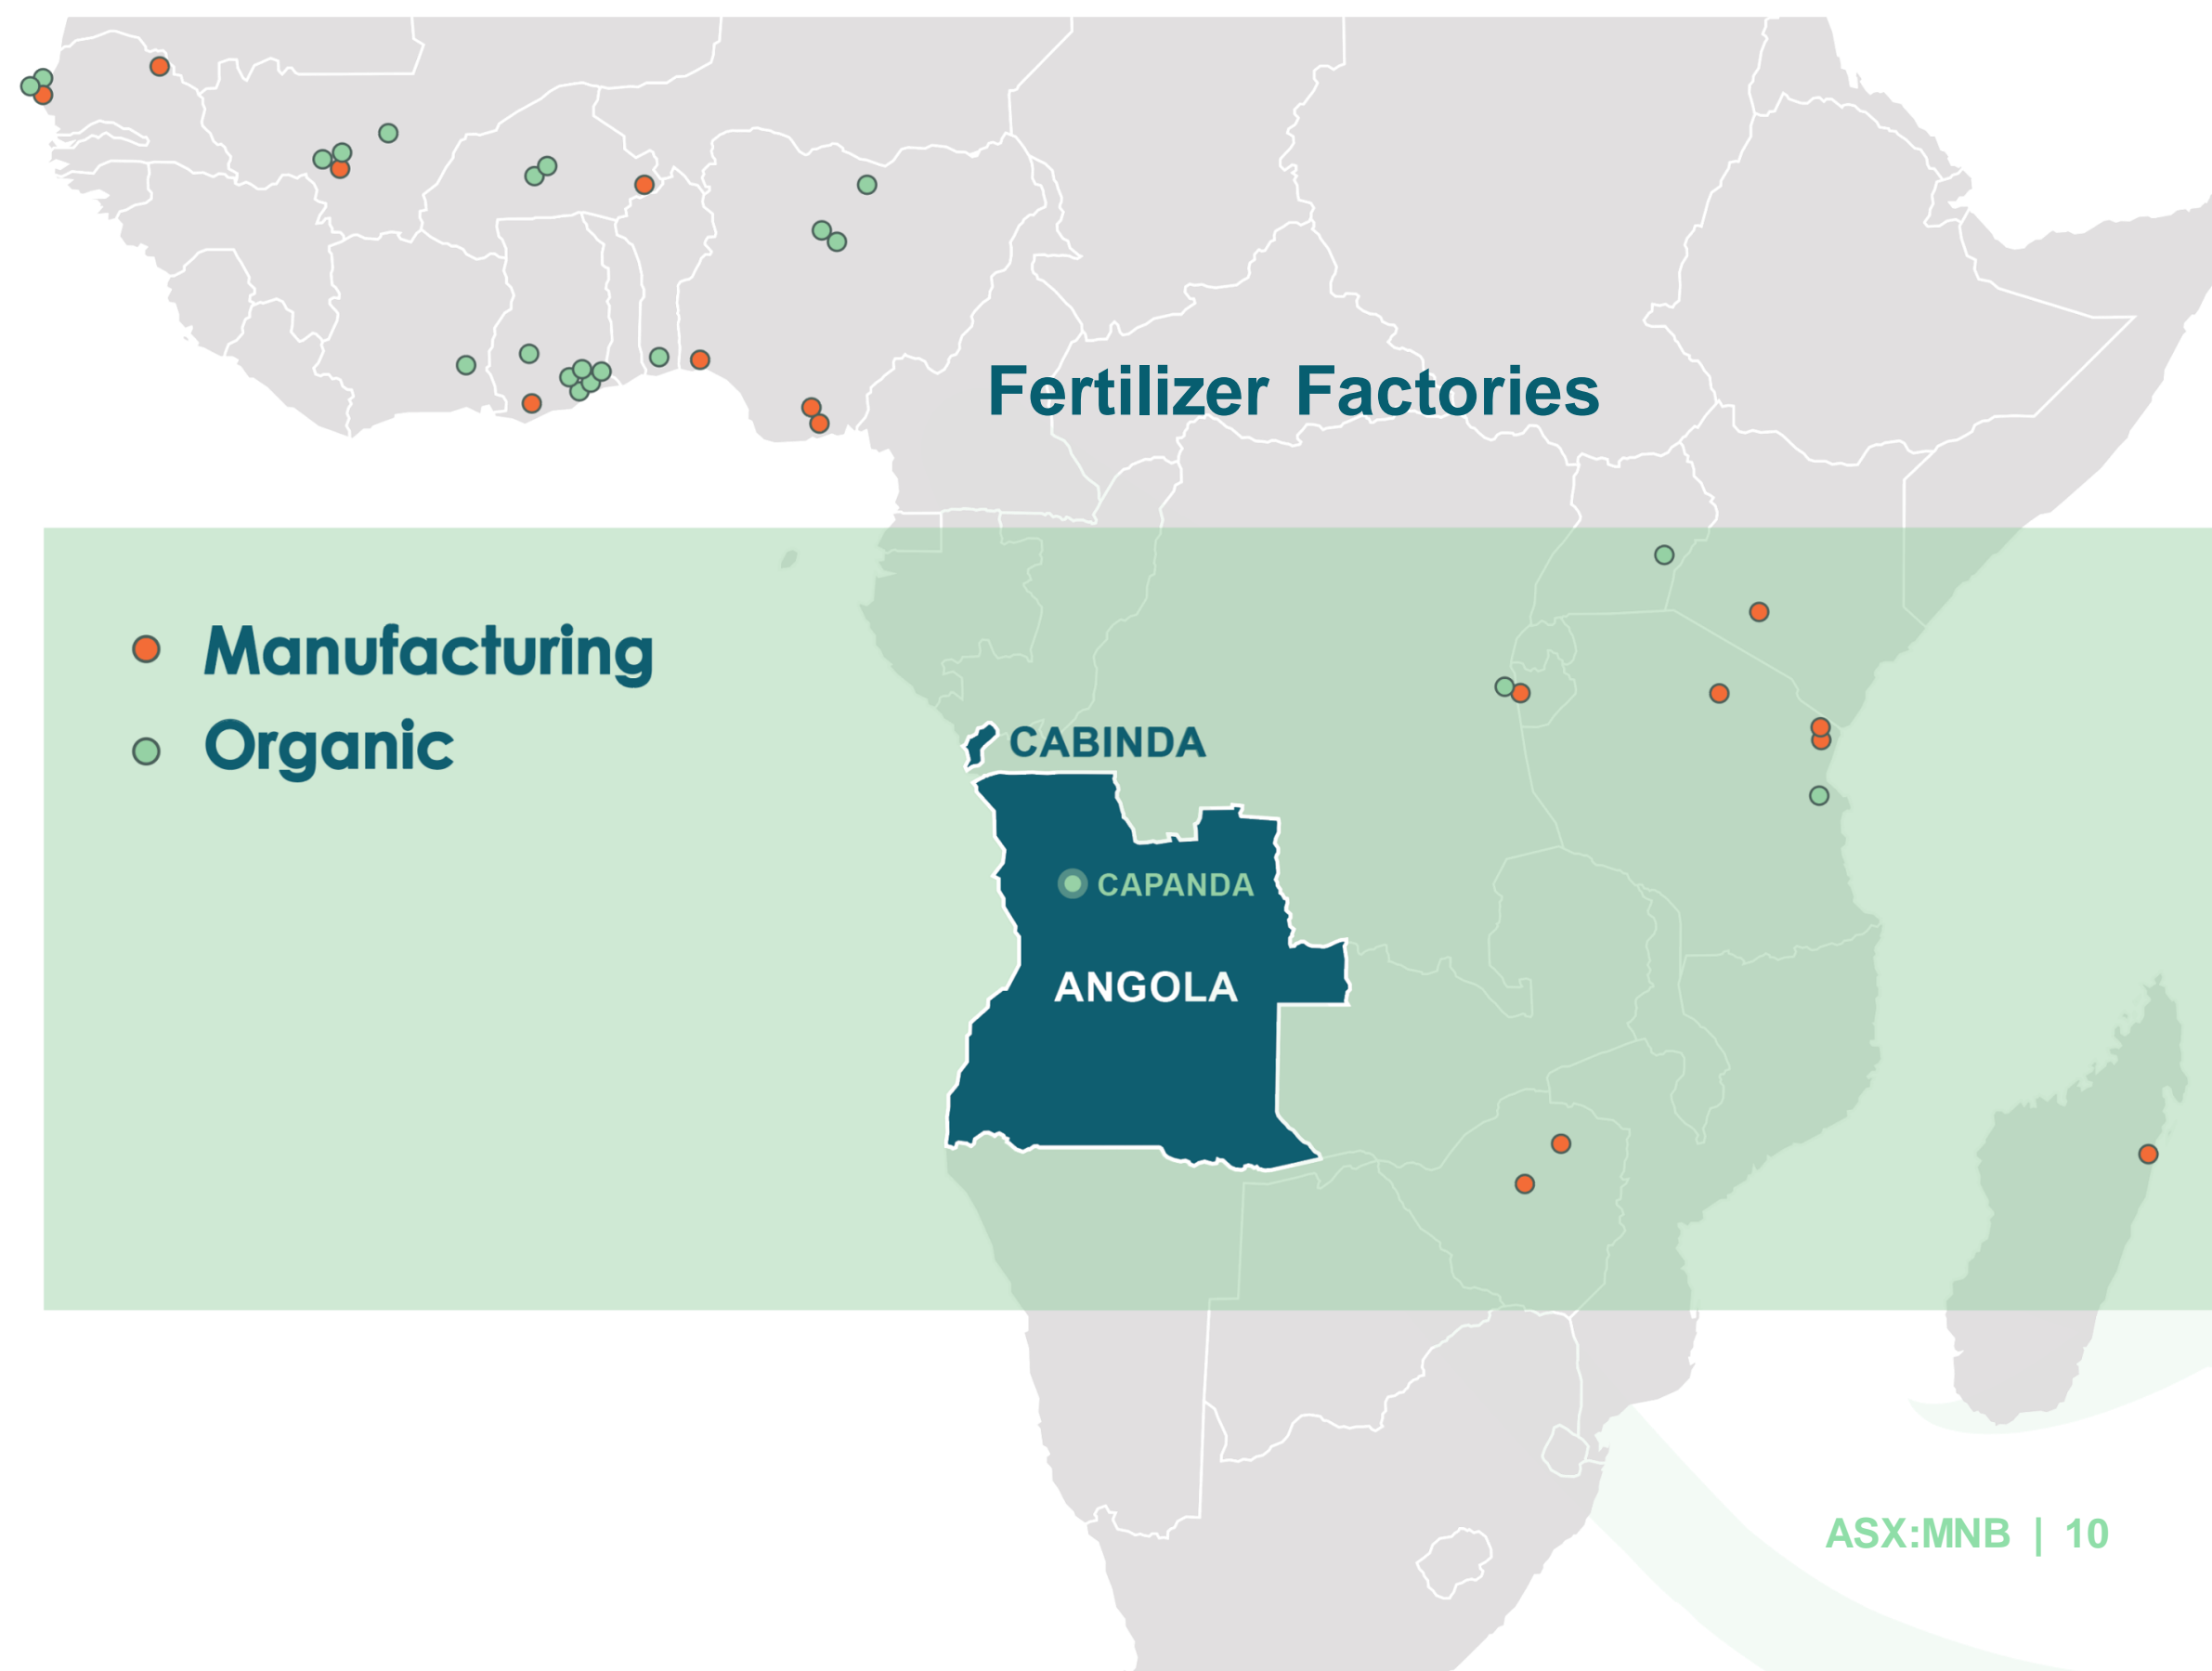 Fertilizer Factories
Manufacturing
Organic
CABINDA
CAPANDA
ANGOLA
ASX:MNB | 10